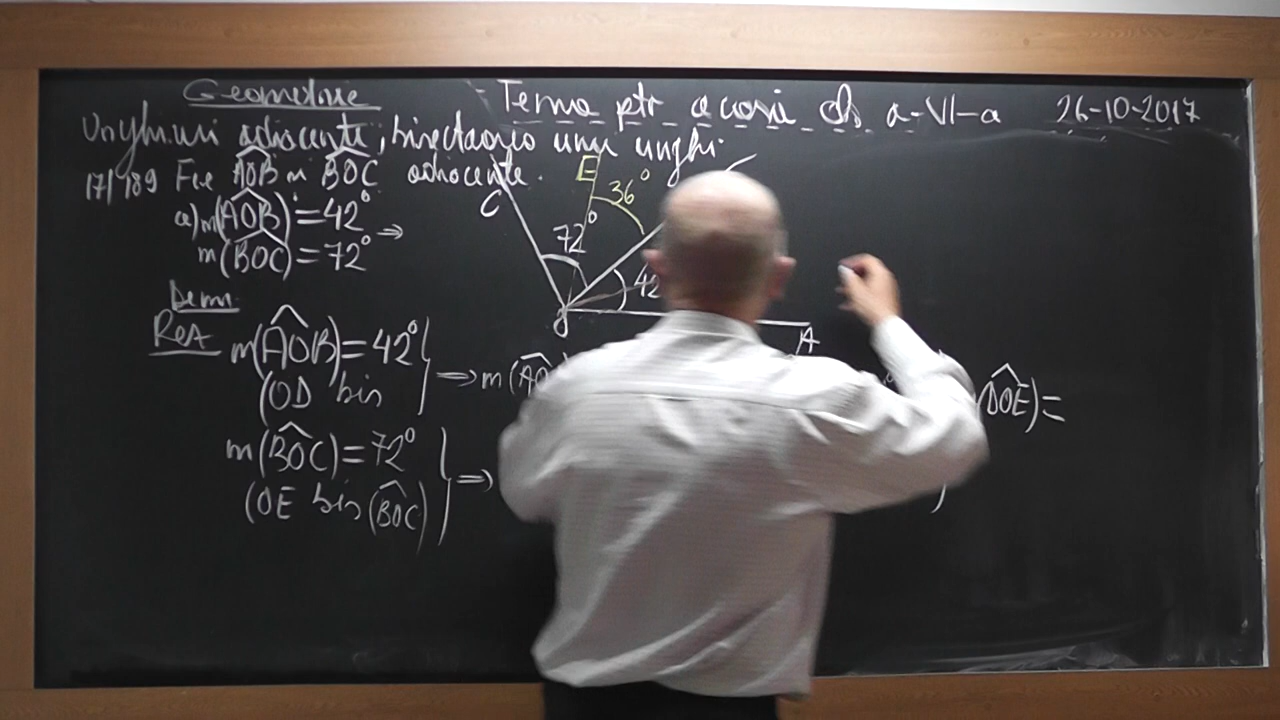 Geometrie
- Tema ptr acasă cls a-VI-a 26-10-2017
Unghiuri adiacente, bisectoarea unui unghi
17/189 Fie AOB si BOC adiacente.
a) m(AOB) = 42°
m(BOC) = 72° =>
C
E
36°
72°
42
O
A
Dem
Rez
m(AOB) = 42°
(OD bis
} => m(AO
DOE) =
m(BOC) = 72°
(OE bis (BOC)
} =>